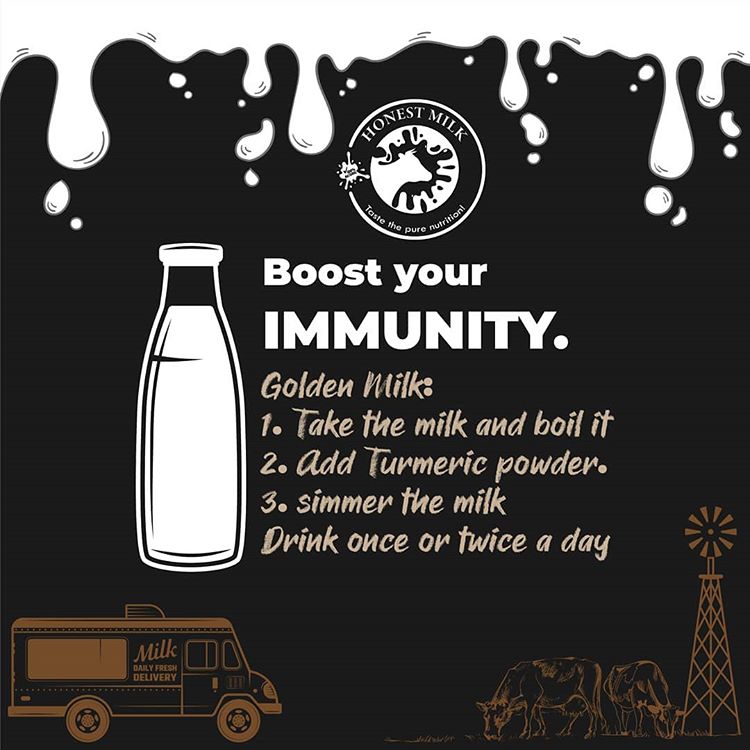 HONEST MILK
Taste the pure nutrition!
Boost your
IMMUNITY.
Golden Milk:
1. Take the milk and boil it
2. Add Turmeric powder.
3. simmer the milk
Drink once or twice a day
Milk
DAILY FRESH
DELIVERY